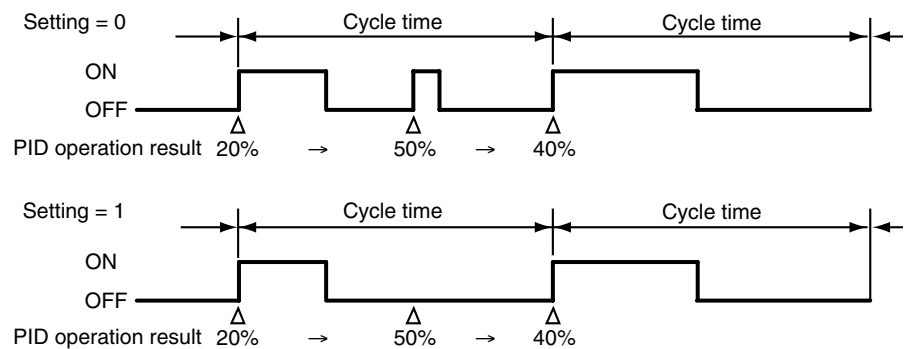 Setting = 0
Cycle time
Cycle time
ON
OFF
PID operation result 20% → 50% → 40%
Setting = 1
Cycle time
Cycle time
ON
OFF
PID operation result 20% → 50% → 40%